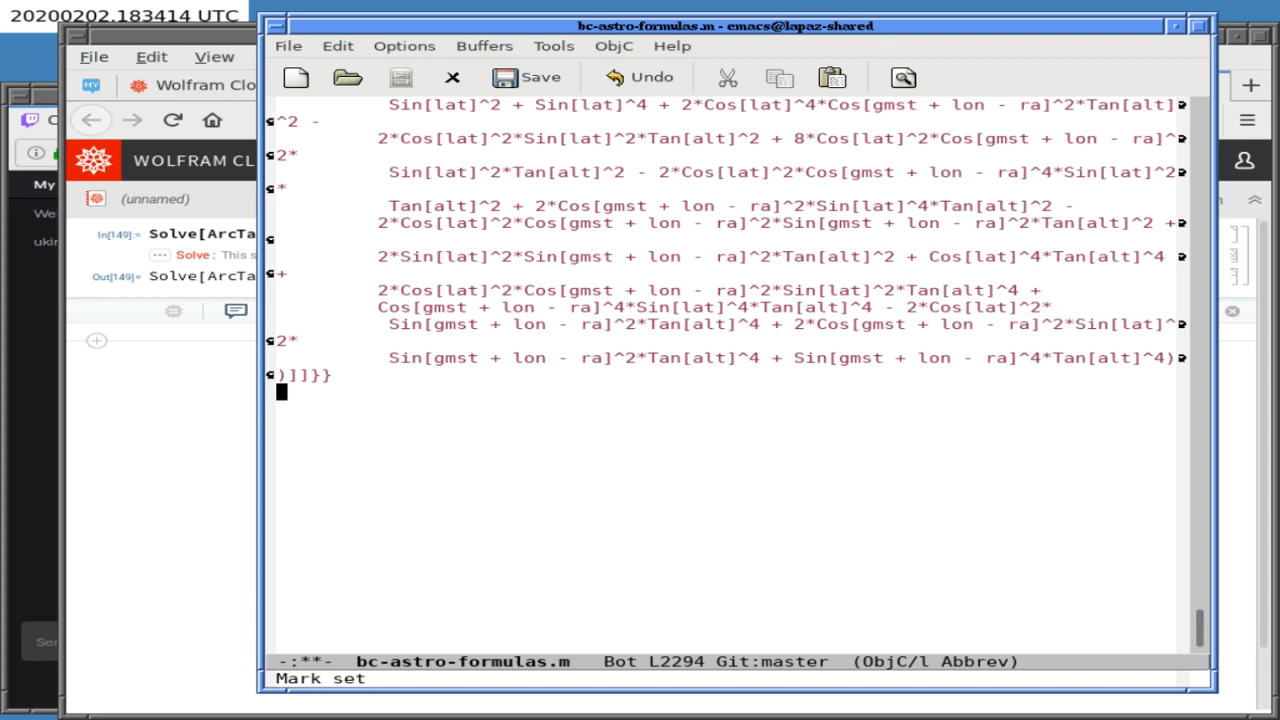 20200202.183414 UTC
bc-astro-formulas.m - emacs@lapaz-shared
File Edit Options Buffers Tools ObjC Help
Save Undo
Sin[lat]^2 + Sin[lat]^4 + 2*Cos[lat]^4*Cos[gmst + lon - ra]^2*Tan[alt]
^2 -
2*Cos[lat]^2*Sin[lat]^2*Tan[alt]^2 + 8*Cos[lat]^2*Cos[gmst + lon - ra]^
2*
Sin[lat]^2*Tan[alt]^2 - 2*Cos[lat]^2*Cos[gmst + lon - ra]^4*Sin[lat]^2
*
Tan[alt]^2 + 2*Cos[gmst + lon - ra]^2*Sin[lat]^4*Tan[alt]^2 -
2*Cos[lat]^2*Cos[gmst + lon - ra]^2*Sin[gmst + lon - ra]^2*Tan[alt]^2 +
2*Sin[lat]^2*Sin[gmst + lon - ra]^2*Tan[alt]^2 + Cos[lat]^4*Tan[alt]^4
+
2*Cos[lat]^2*Cos[gmst + lon - ra]^2*Sin[lat]^2*Tan[alt]^4 +
Cos[gmst + lon - ra]^4*Sin[lat]^4*Tan[alt]^4 - 2*Cos[lat]^2*
Sin[gmst + lon - ra]^2*Tan[alt]^4 + 2*Cos[gmst + lon - ra]^2*Sin[lat]^
2*
Sin[gmst + lon - ra]^2*Tan[alt]^4 + Sin[gmst + lon - ra]^4*Tan[alt]^4)
)]]}}
-:**- bc-astro-formulas.m Bot L2294 Git:master (ObjC/l Abbrev)
Mark set
File Edit View
MY Wolfram Clo
WOLFRAM CL
(unnamed)
In[149]:= Solve[ArcTa
Solve: This s
Out[149]= Solve[ArcTa
My
We
ukin
Sen